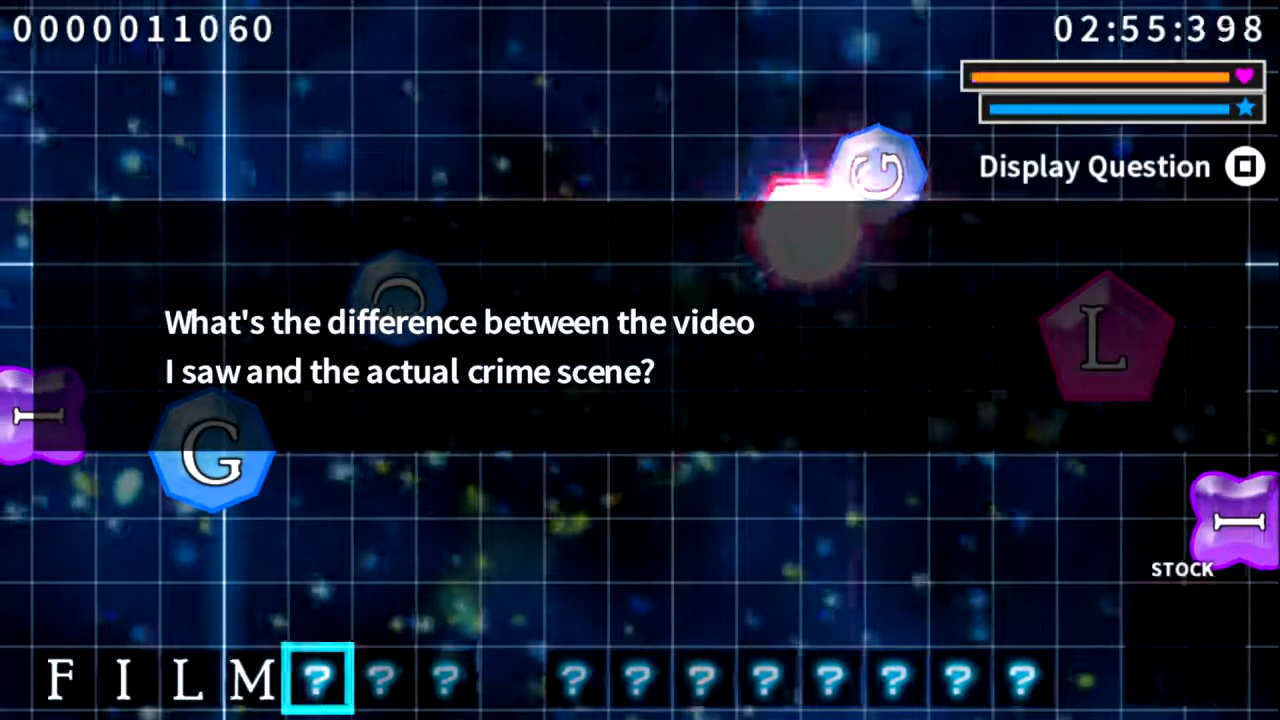 0000011060
02:55:398
Display Question
G
G
What's the difference between the video
I saw and the actual crime scene?
L
I
G
I
STOCK
F I L M ? ? ? ? ? ? ? ? ? ? ?